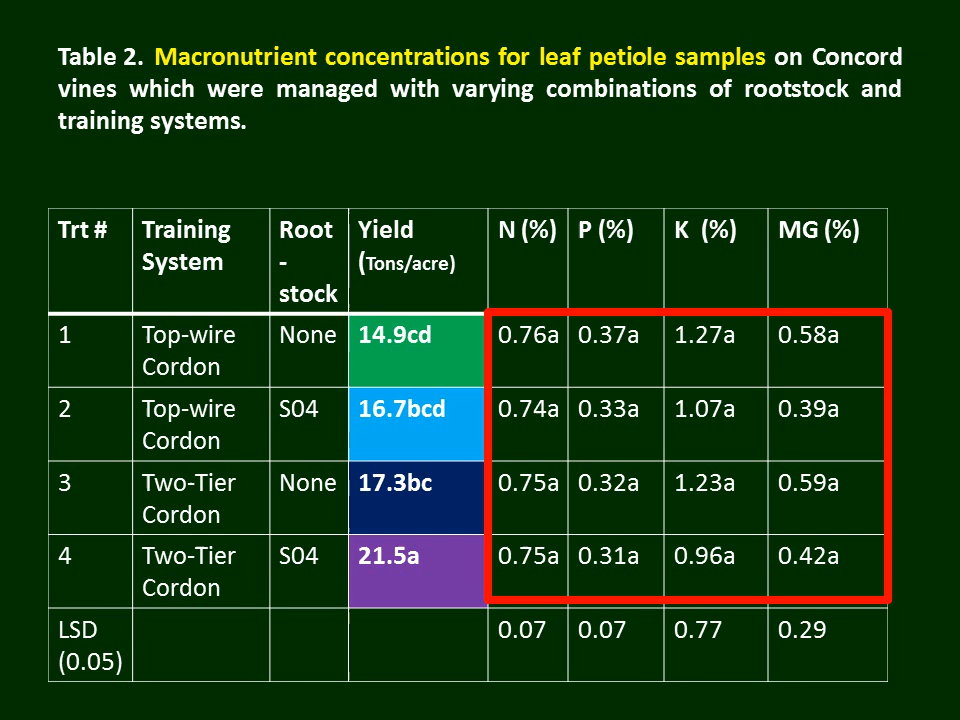 Table 2. Macronutrient concentrations for leaf petiole samples on Concord
vines which were managed with varying combinations of rootstock and
training systems.
Trt # Training System Root - stock Yield (Tons/acre) N (%) P (%) K (%) MG (%)
1 Top-wire Cordon None 14.9cd 0.76a 0.37a 1.27a 0.58a
2 Top-wire Cordon S04 16.7bcd 0.74a 0.33a 1.07a 0.39a
3 Two-Tier Cordon None 17.3bc 0.75a 0.32a 1.23a 0.59a
4 Two-Tier Cordon S04 21.5a 0.75a 0.31a 0.96a 0.42a
LSD (0.05) 0.07 0.07 0.77 0.29